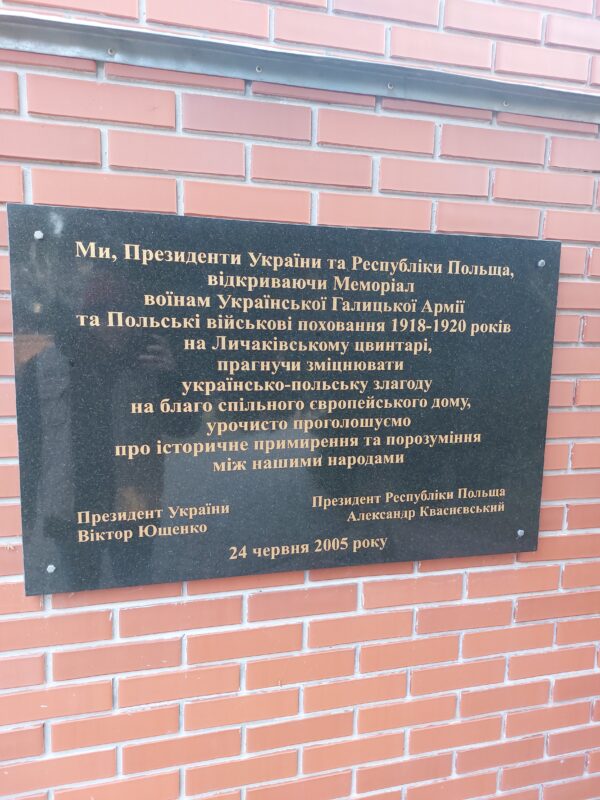 Ми, Президенти України та Республіки Польща,
відкриваючи Меморіал
воїнам Української Галицької Армії
та Польські військові поховання 1918-1920 років
на Личаківському цвинтарі,
прагнучи зміцнювати
українсько-польську злагоду
на благо спільного європейського дому,
урочисто проголошуємо
про історичне примирення та порозуміння
між нашими народами
Президент України
Віктор Ющенко
Президент Республіки Польща
Александр Кваснєвський
24 червня 2005 року